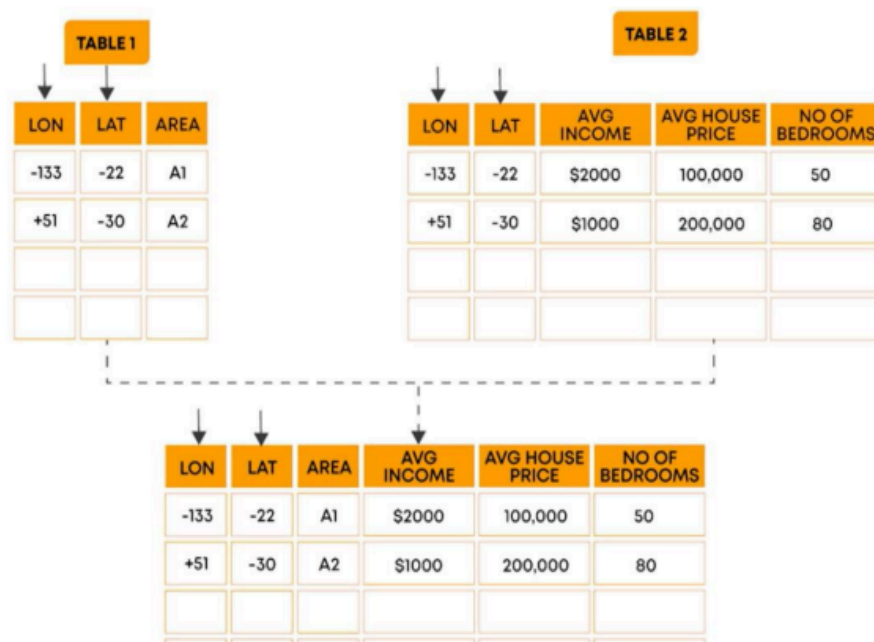 TABLE 1
LON LAT AREA
-133 -22 A1
+51 -30 A2
TABLE 2
LON LAT AVG INCOME AVG HOUSE PRICE NO OF BEDROOMS
-133 -22 $2000 100,000 50
+51 -30 $1000 200,000 80
LON LAT AREA AVG INCOME AVG HOUSE PRICE NO OF BEDROOMS
-133 -22 A1 $2000 100,000 50
+51 -30 A2 $1000 200,000 80